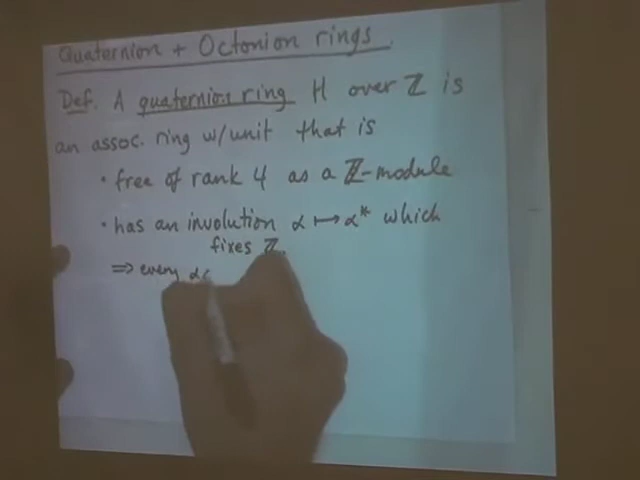 Quaternion + Octonion rings.
Def. A quaternion ring H over ℤ is
an assoc. ring w/unit that is
• free of rank 4 as a ℤ-module
• has an involution α ↦ α* which
fixes ℤ.
⇒ every α